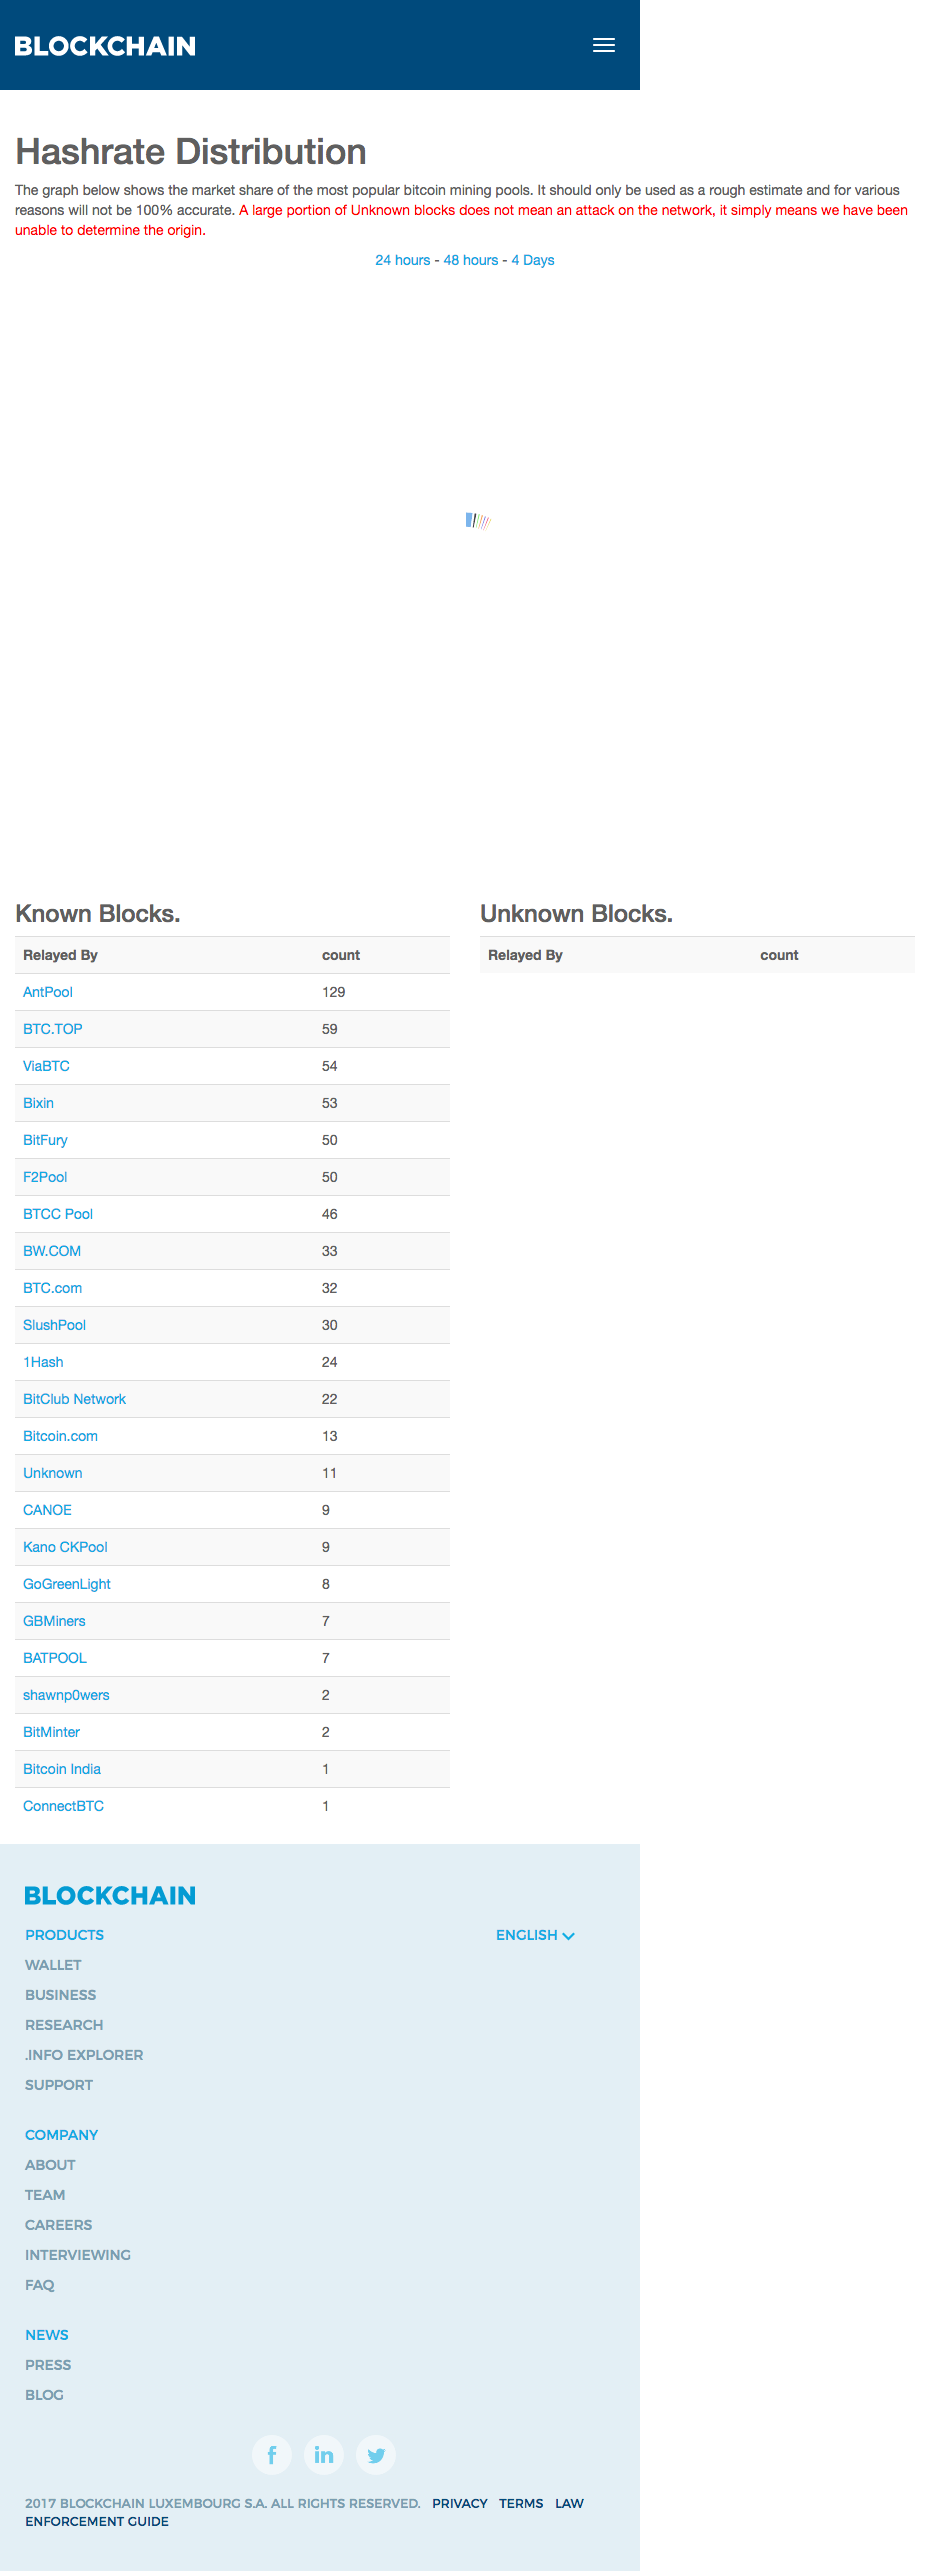 BLOCKCHAIN
Hashrate Distribution
The graph below shows the market share of the most popular bitcoin mining pools. It should only be used as a rough estimate and for various
reasons will not be 100% accurate. A large portion of Unknown blocks does not mean an attack on the network, it simply means we have been
unable to determine the origin.
24 hours - 48 hours - 4 Days
Known Blocks.
Relayed By count
AntPool 129
BTC.TOP 59
ViaBTC 54
Bixin 53
BitFury 50
F2Pool 50
BTCC Pool 46
BW.COM 33
BTC.com 32
SlushPool 30
1Hash 24
BitClub Network 22
Bitcoin.com 13
Unknown 11
CANOE 9
Kano CKPool 9
GoGreenLight 8
GBMiners 7
BATPOOL 7
shawnp0wers 2
BitMinter 2
Bitcoin India 1
ConnectBTC 1
Unknown Blocks.
Relayed By count
BLOCKCHAIN
PRODUCTS
WALLET
BUSINESS
RESEARCH
.INFO EXPLORER
SUPPORT
ENGLISH
COMPANY
ABOUT
TEAM
CAREERS
INTERVIEWING
FAQ
NEWS
PRESS
BLOG
2017 BLOCKCHAIN LUXEMBOURG S.A. ALL RIGHTS RESERVED. PRIVACY TERMS LAW
ENFORCEMENT GUIDE